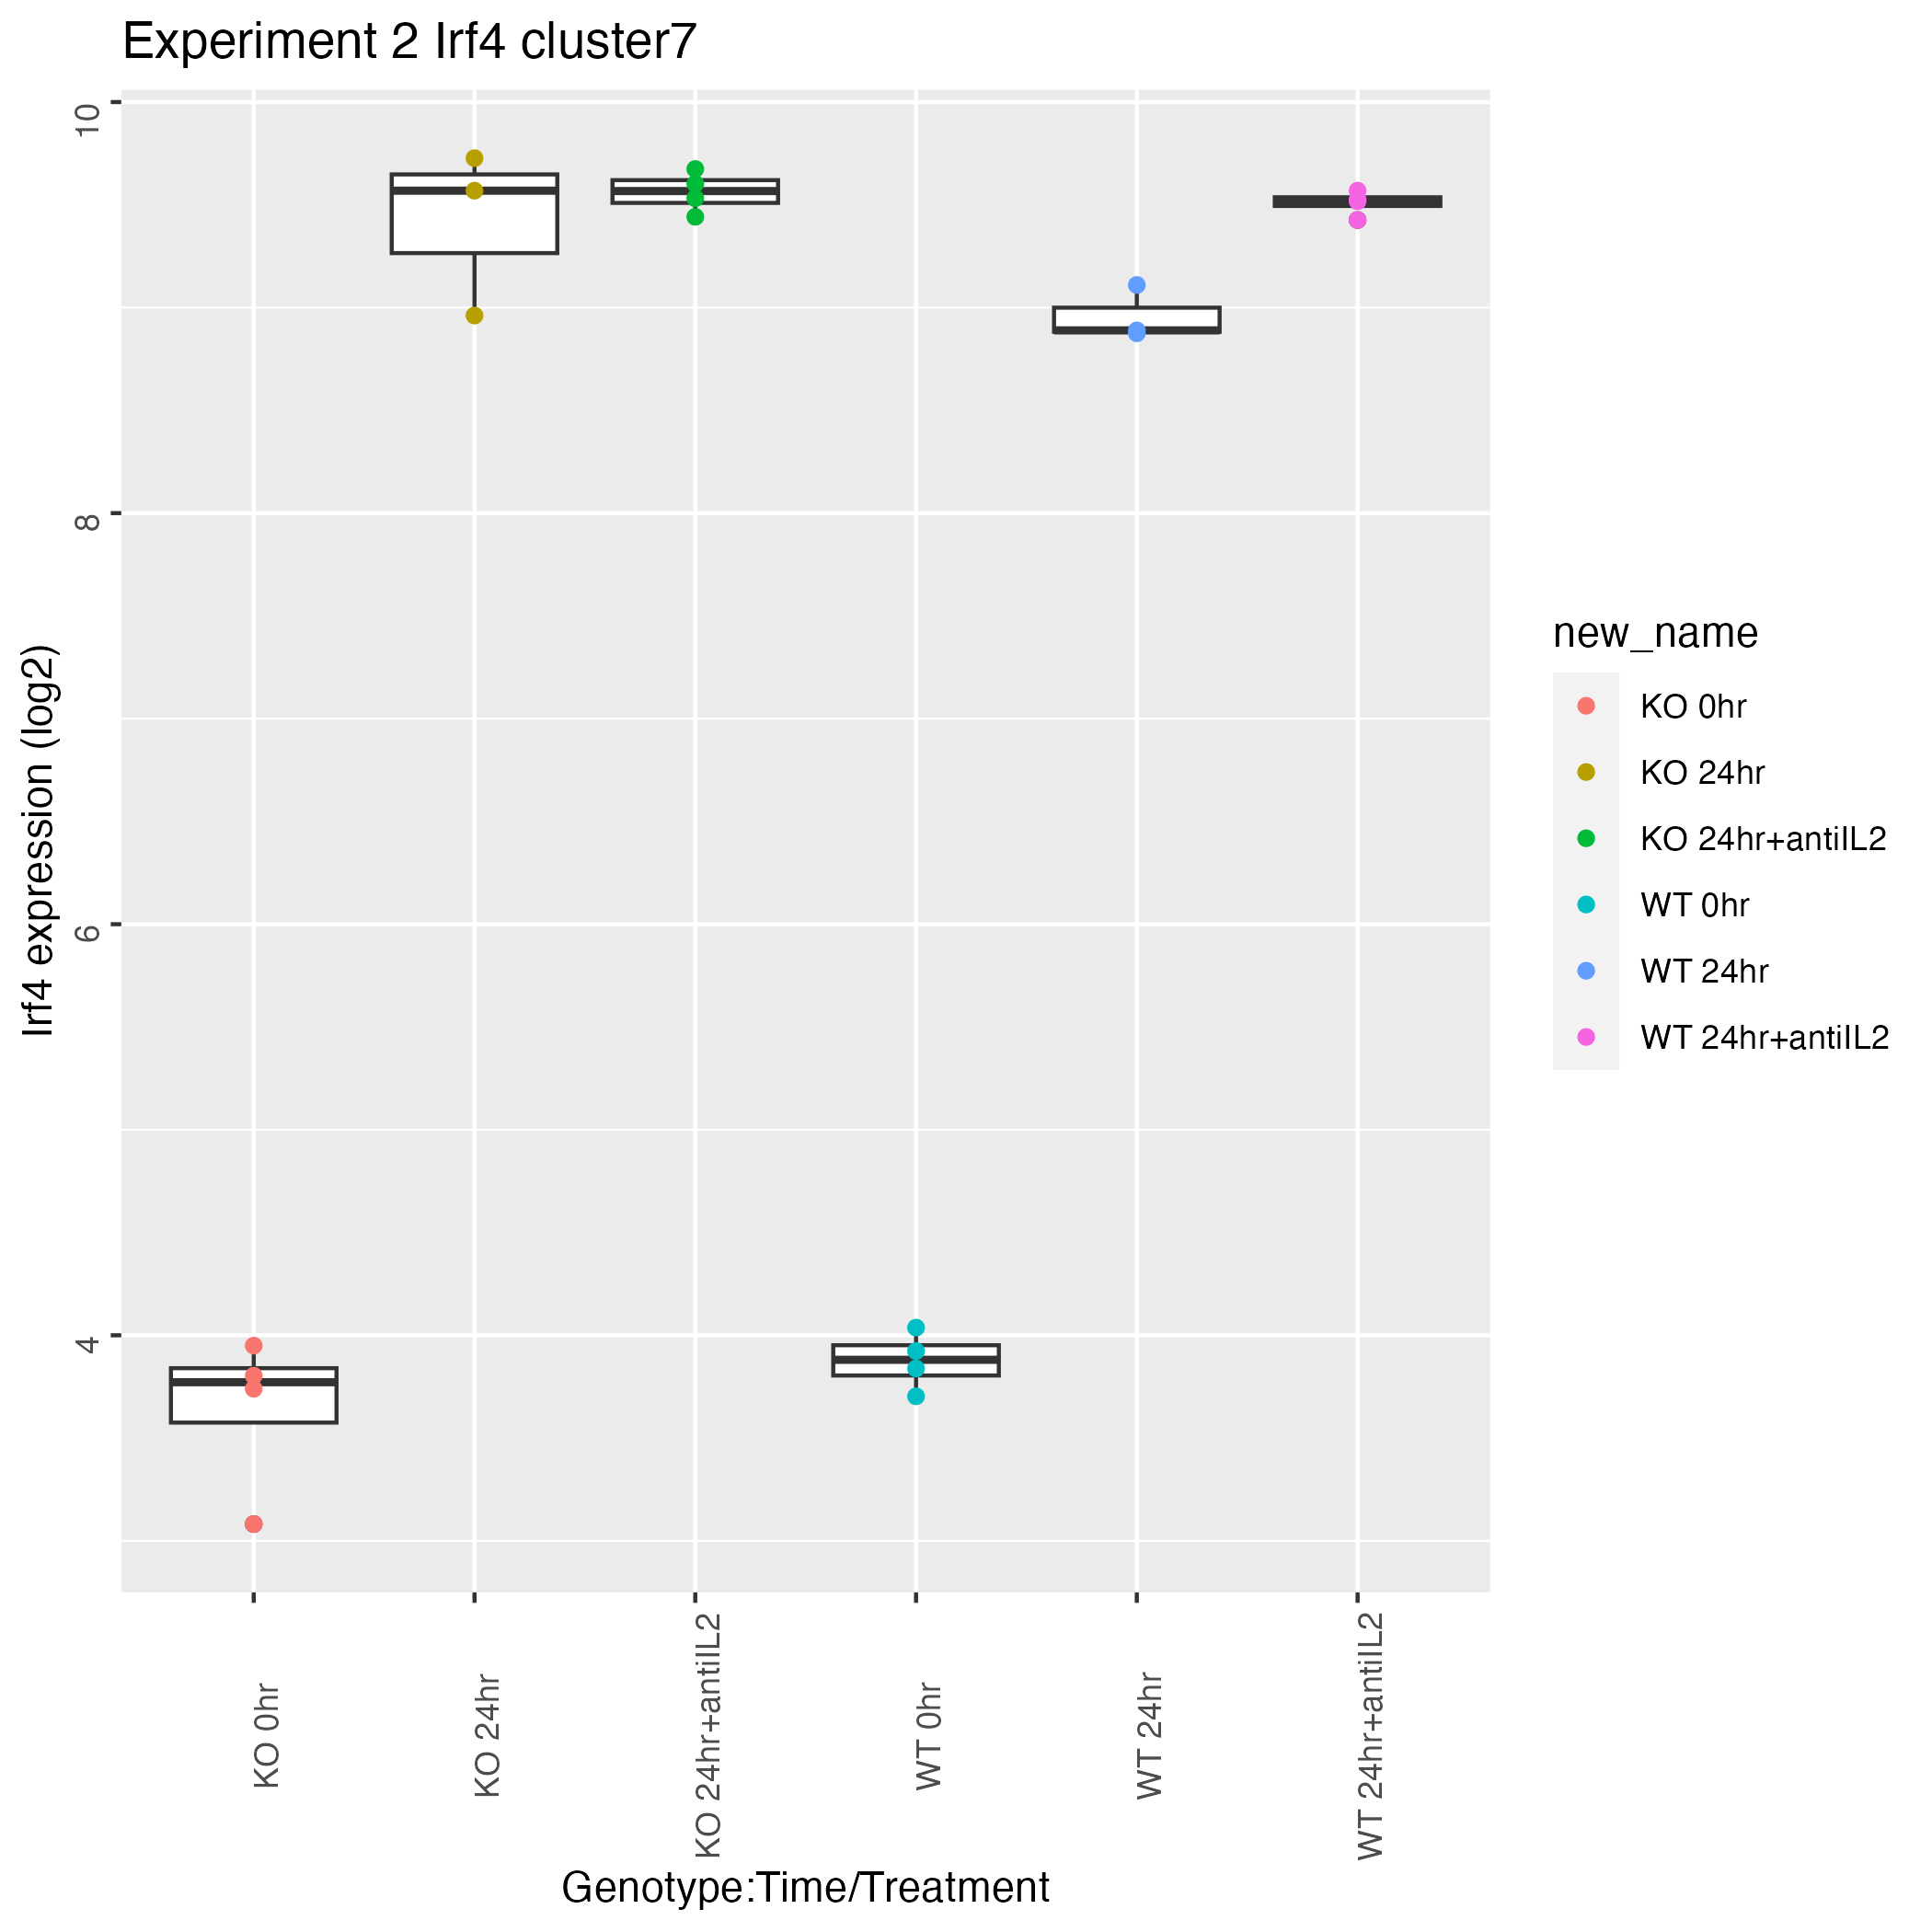 Experiment 2 Irf4 cluster7
10
8
6
4
Irf4 expression (log2)
KO 0hr
KO 24hr
KO 24hr+antiIL2
WT 0hr
WT 24hr
WT 24hr+antiIL2
Genotype:Time/Treatment
new_name
KO 0hr
KO 24hr
KO 24hr+antiIL2
WT 0hr
WT 24hr
WT 24hr+antiIL2